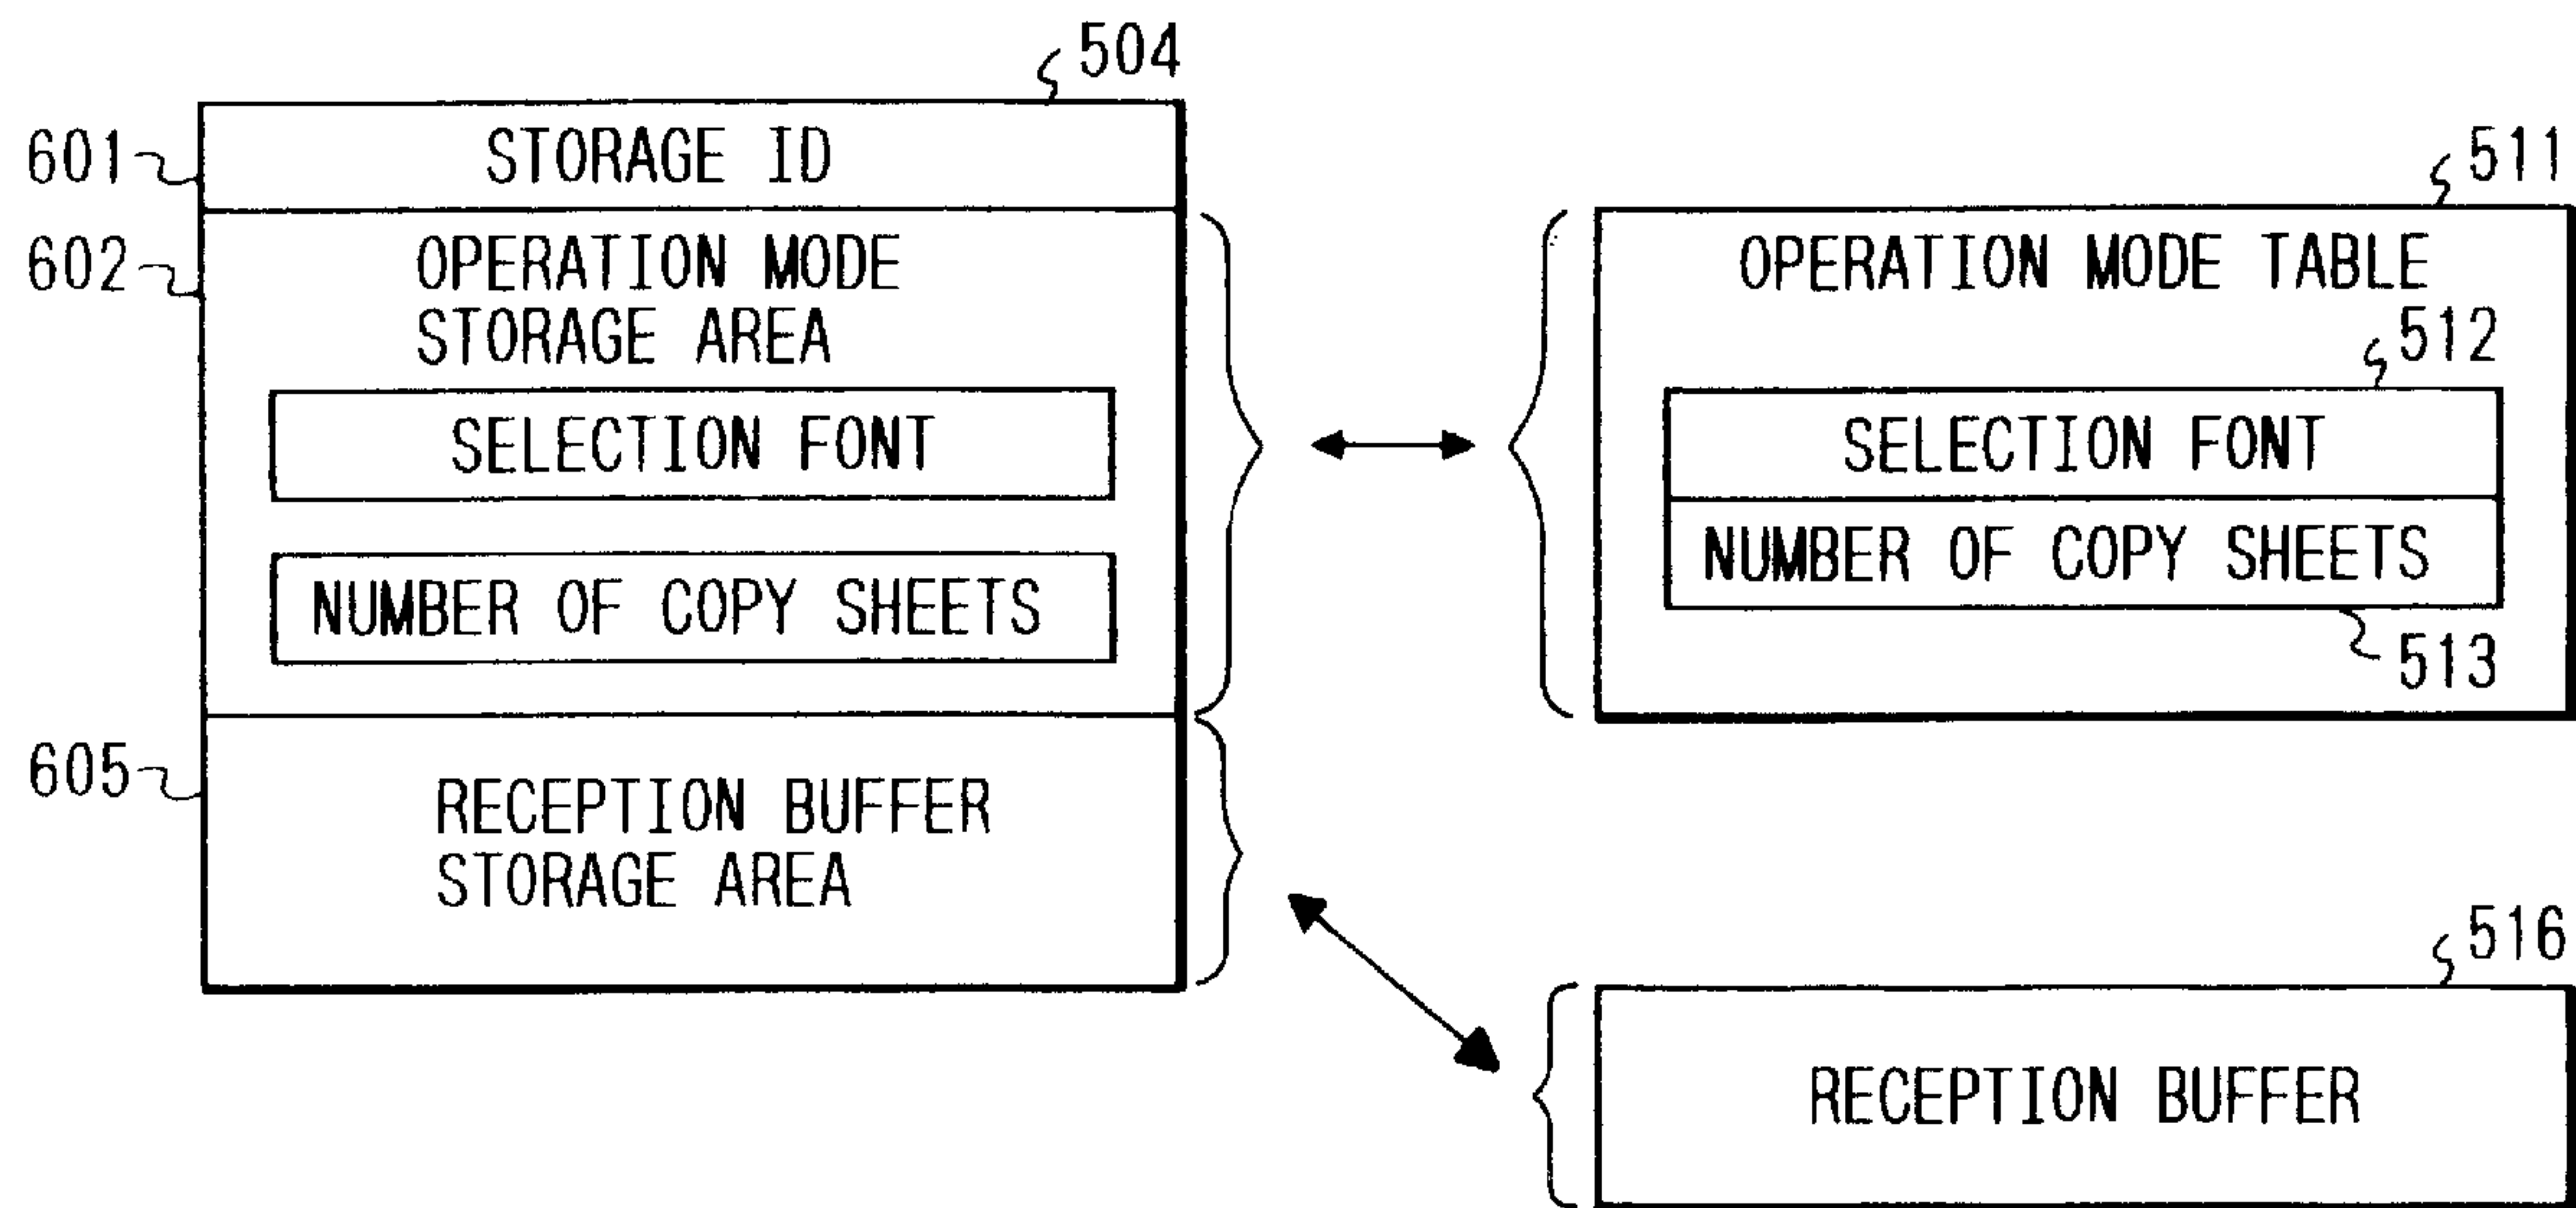 504
601
STORAGE ID
602
OPERATION MODE
STORAGE AREA
SELECTION FONT
NUMBER OF COPY SHEETS
605
RECEPTION BUFFER
STORAGE AREA
511
OPERATION MODE TABLE
512
SELECTION FONT
NUMBER OF COPY SHEETS
513
516
RECEPTION BUFFER